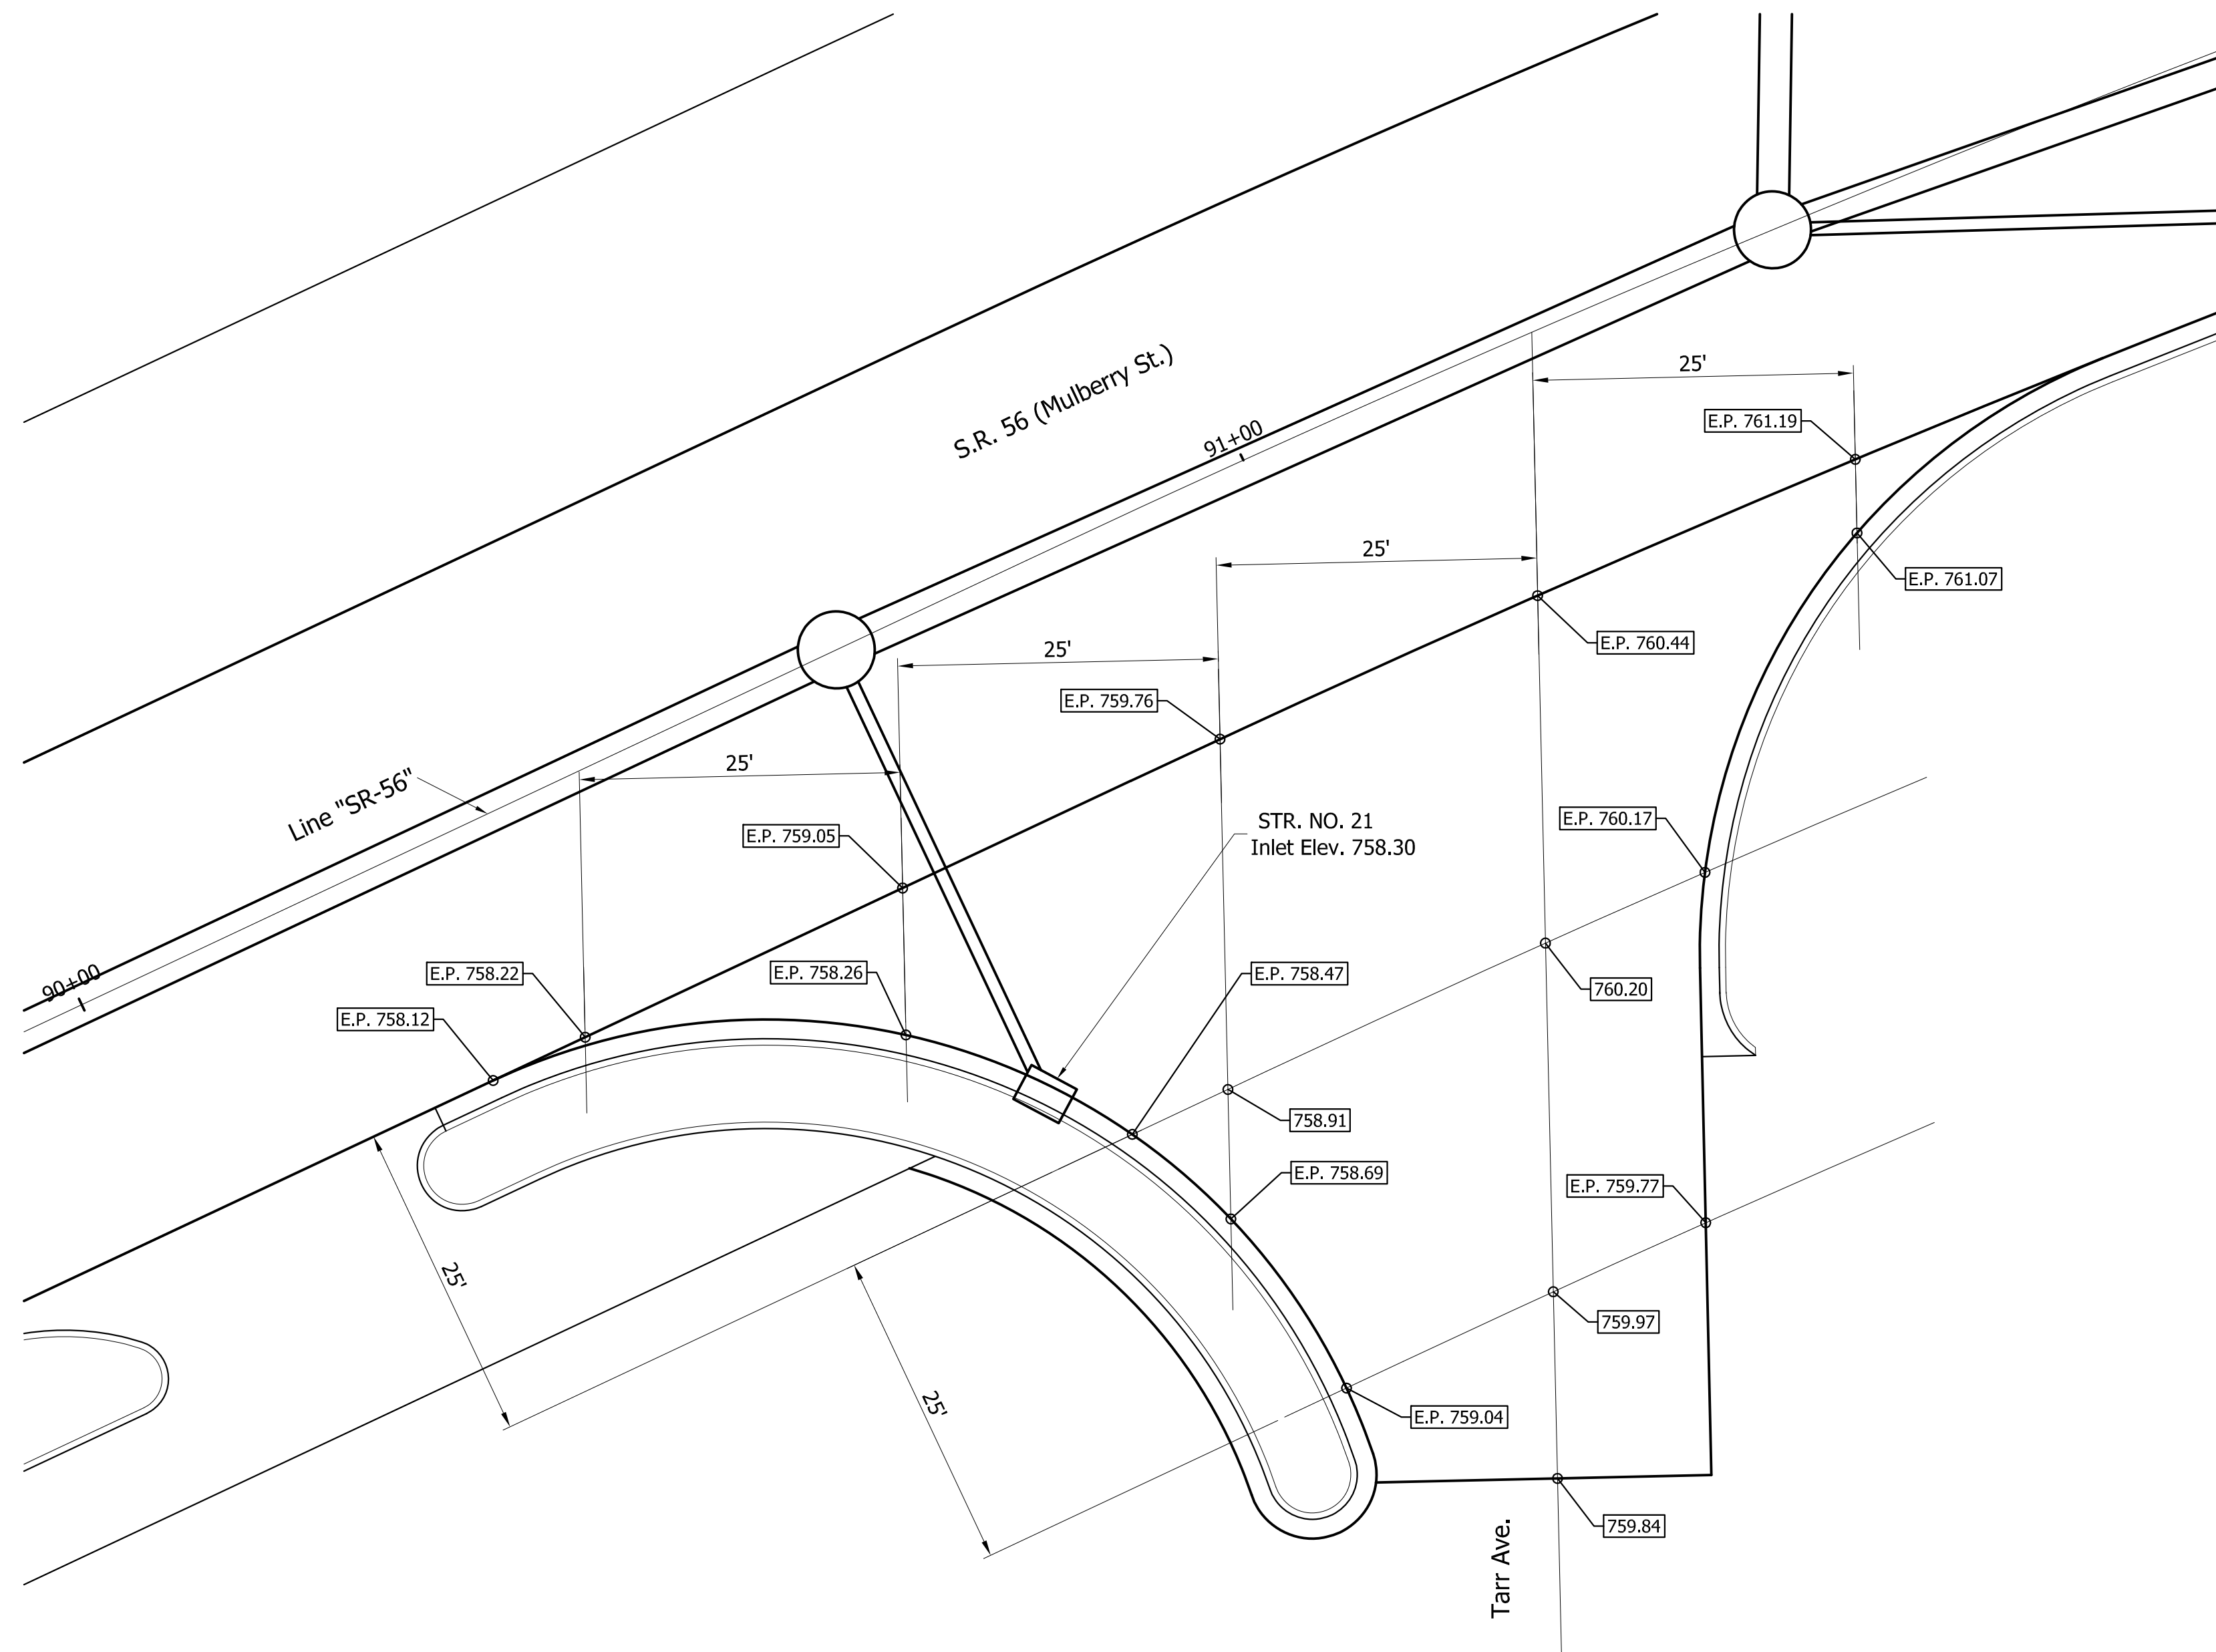 S.R. 56 (Mulberry St.)
25'
E.P. 761.19
91+00
25'
E.P. 761.07
25'
E.P. 760.44
E.P. 759.76
25'
Line "SR-56"
E.P. 759.05
STR. NO. 21
Inlet Elev. 758.30
E.P. 760.17
90+00
E.P. 758.22
E.P. 758.26
E.P. 758.47
760.20
E.P. 758.12
758.91
E.P. 758.69
E.P. 759.77
25'
759.97
25'
E.P. 759.04
759.84
Tarr Ave.